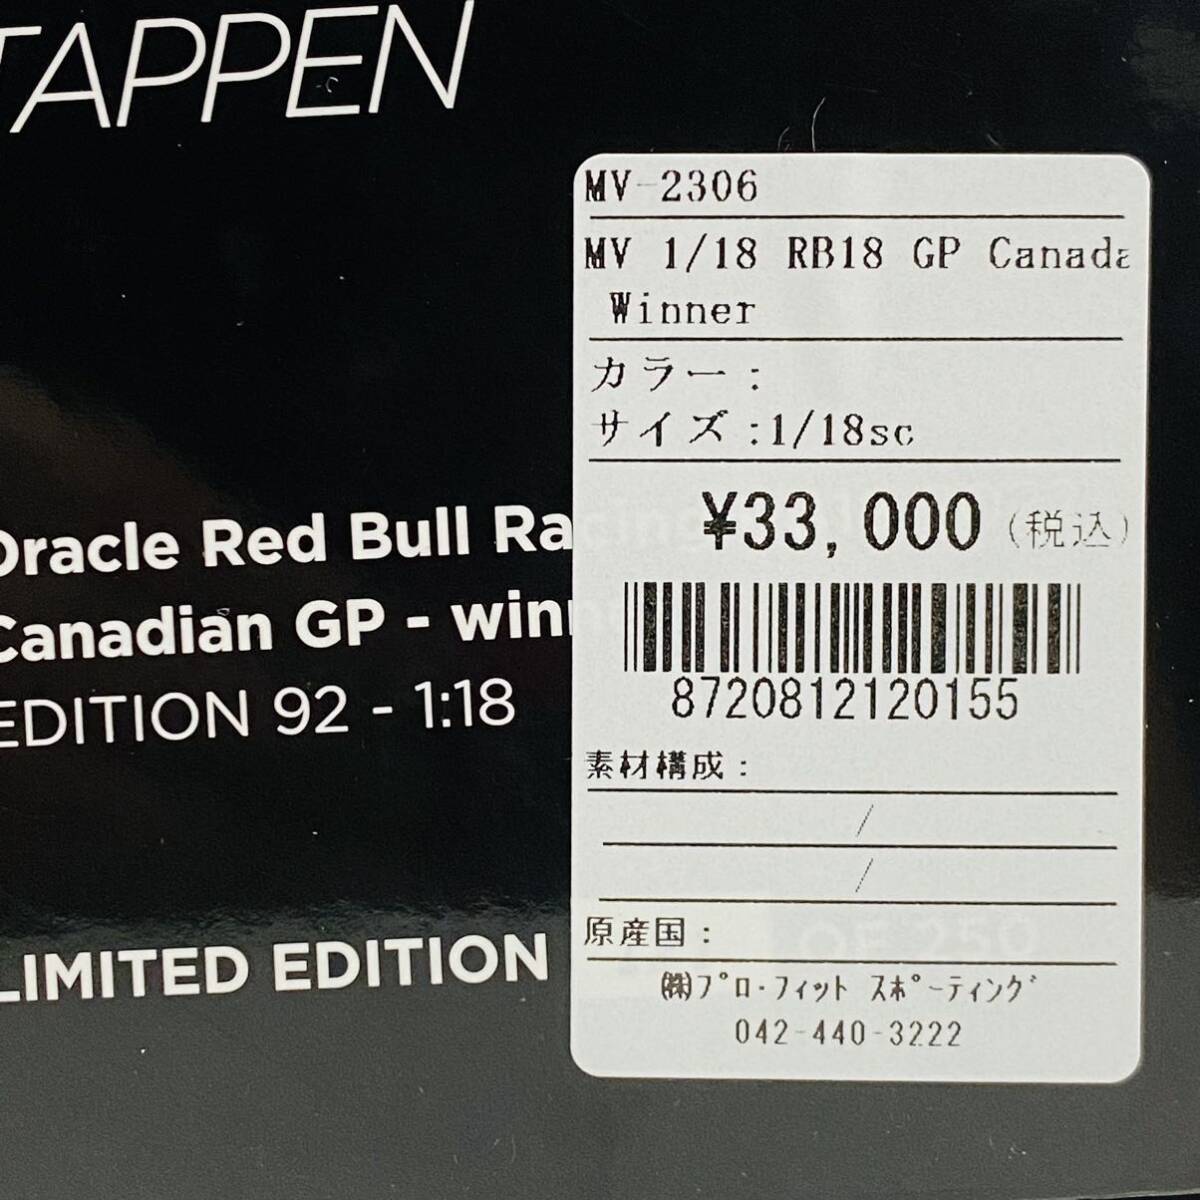 TAPPEN
MV-2306
MV 1/18 RB18 GP Canada
Winner
カラー：
サイズ：1/18sc
¥33,000 (税込)
Oracle Red Bull Racing
Canadian GP - winn
EDITION 92 - 1:18
8720812120155
素材構成：
/
/
原産国：
LIMITED EDITION OF 250
㈱プロ・フィット スポーティング
042-440-3222